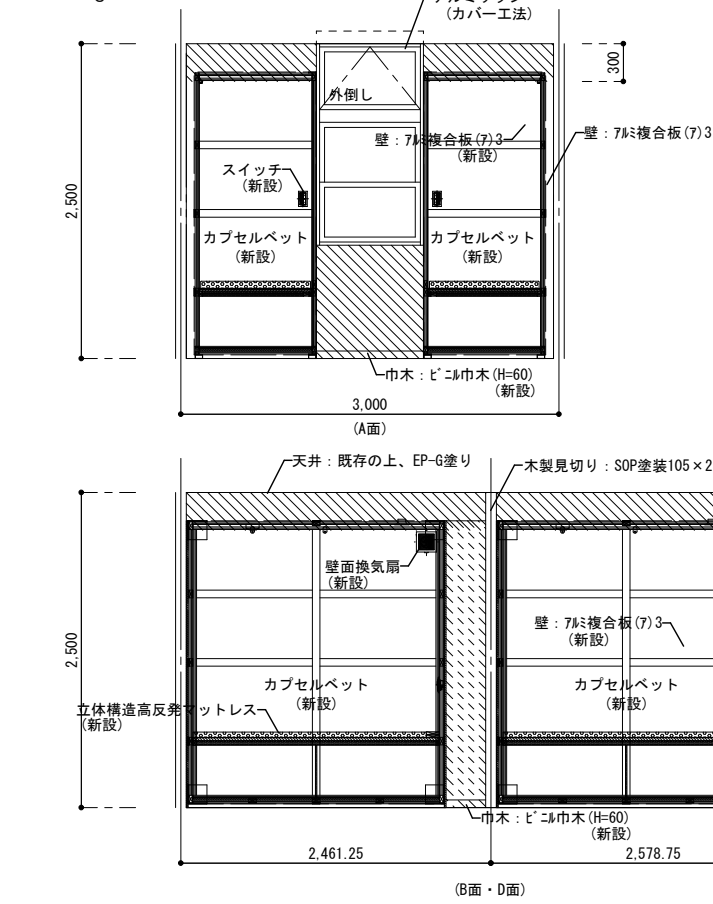 (カバー工法)
300
外倒し
壁：アルミ複合板(ア)3
(新設)
壁：アルミ複合板(ア)3
スイッチ
(新設)
2,500
カプセルベット
(新設)
カプセルベット
(新設)
巾木：ビニル巾木(H=60)
(新設)
3,000
(A面)
天井：既存の上、EP-G塗り
木製見切り：SOP塗装105×2
壁面換気扇
(新設)
壁：アルミ複合板(ア)3
(新設)
2,500
カプセルベット
(新設)
カプセルベット
(新設)
立体構造高反発マットレス
(新設)
巾木：ビニル巾木(H=60)
(新設)
2,461.25
2,578.75
(B面・D面)